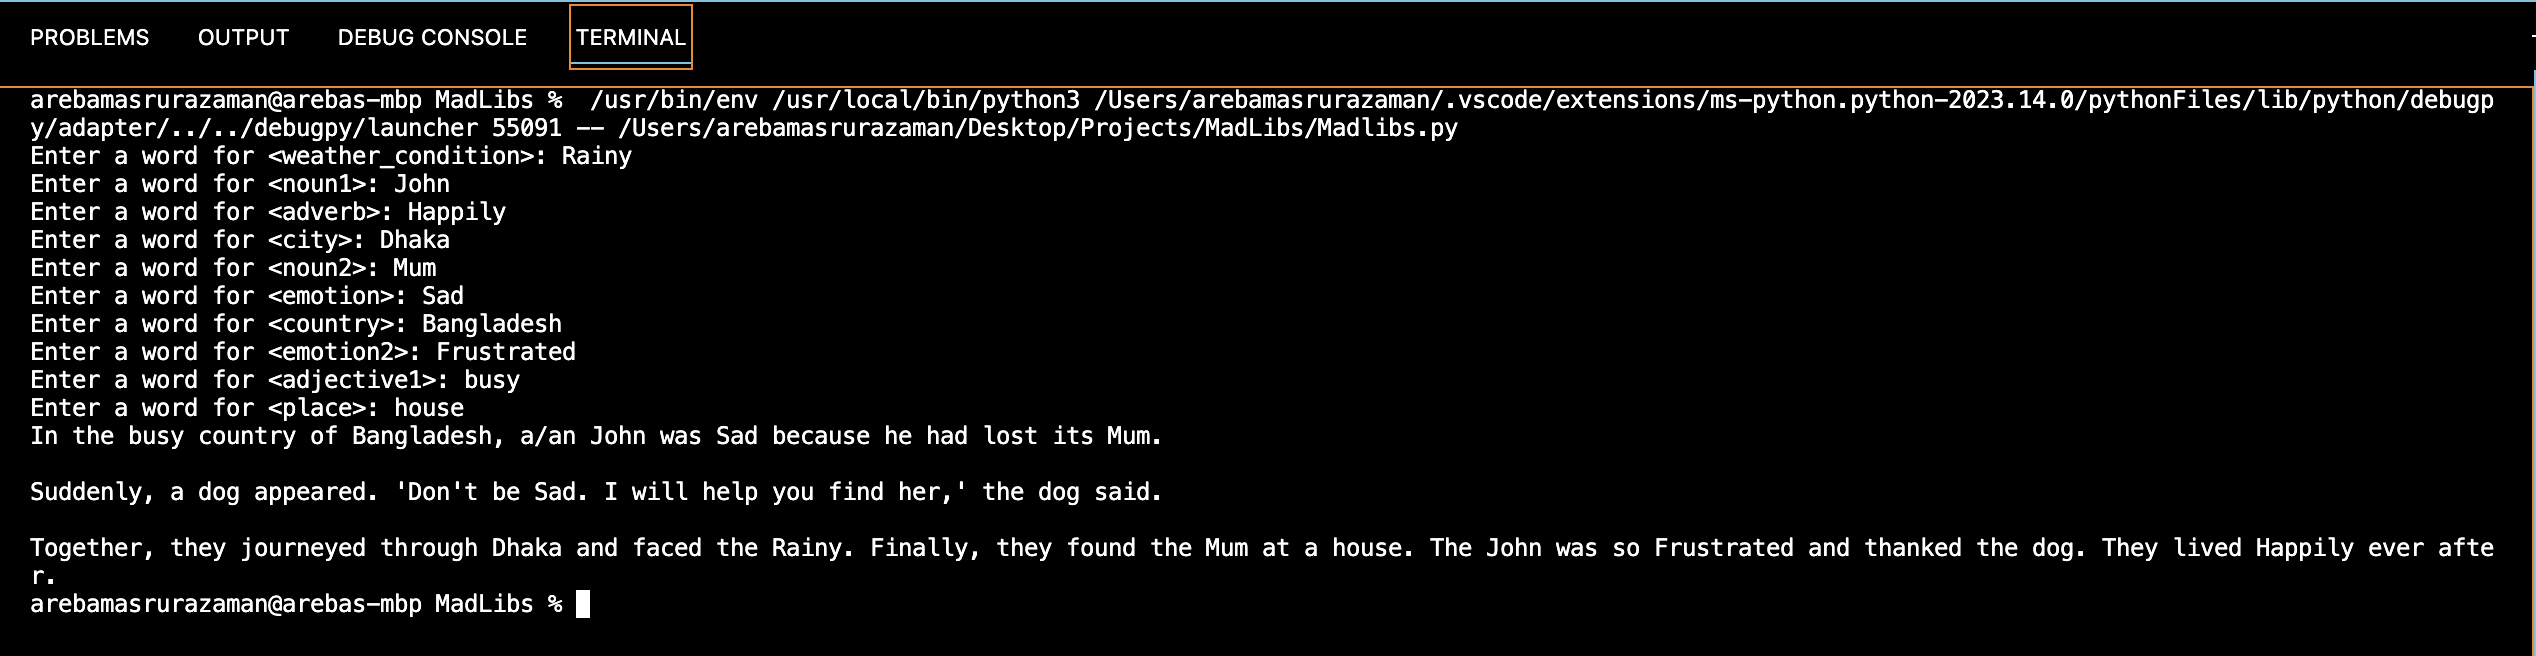 PROBLEMS OUTPUT DEBUG CONSOLE TERMINAL
arebamasrurazaman@arebas-mbp MadLibs %  /usr/bin/env /usr/local/bin/python3 /Users/arebamasrurazaman/.vscode/extensions/ms-python.python-2023.14.0/pythonFiles/lib/python/debugp
y/adapter/../../debugpy/launcher 55091 -- /Users/arebamasrurazaman/Desktop/Projects/MadLibs/Madlibs.py
Enter a word for <weather_condition>: Rainy
Enter a word for <noun1>: John
Enter a word for <adverb>: Happily
Enter a word for <city>: Dhaka
Enter a word for <noun2>: Mum
Enter a word for <emotion>: Sad
Enter a word for <country>: Bangladesh
Enter a word for <emotion2>: Frustrated
Enter a word for <adjective1>: busy
Enter a word for <place>: house
In the busy country of Bangladesh, a/an John was Sad because he had lost its Mum.

Suddenly, a dog appeared. 'Don't be Sad. I will help you find her,' the dog said.

Together, they journeyed through Dhaka and faced the Rainy. Finally, they found the Mum at a house. The John was so Frustrated and thanked the dog. They lived Happily ever afte
r.
arebamasrurazaman@arebas-mbp MadLibs %